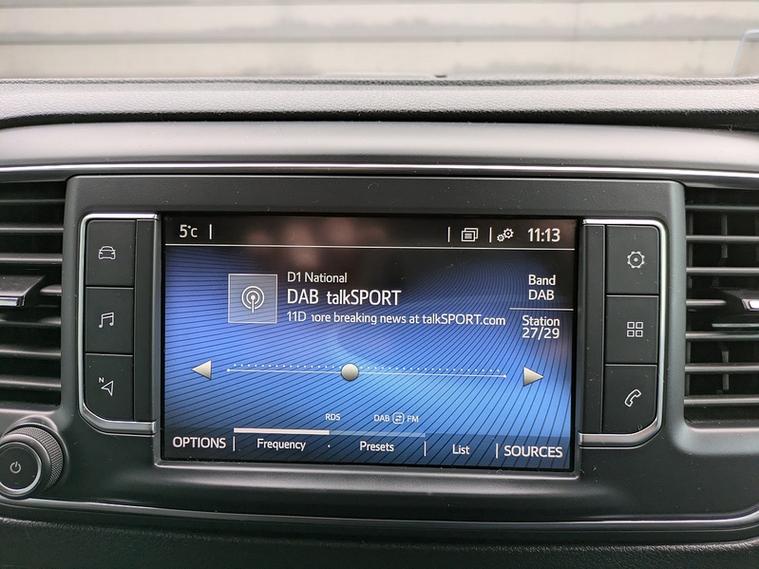 5°c
11:13
D1 National
DAB talkSPORT
11D ore breaking news at talkSPORT.com
Band
DAB
Station
27/29
RDS
DAB FM
OPTIONS
Frequency
Presets
List
SOURCES
N